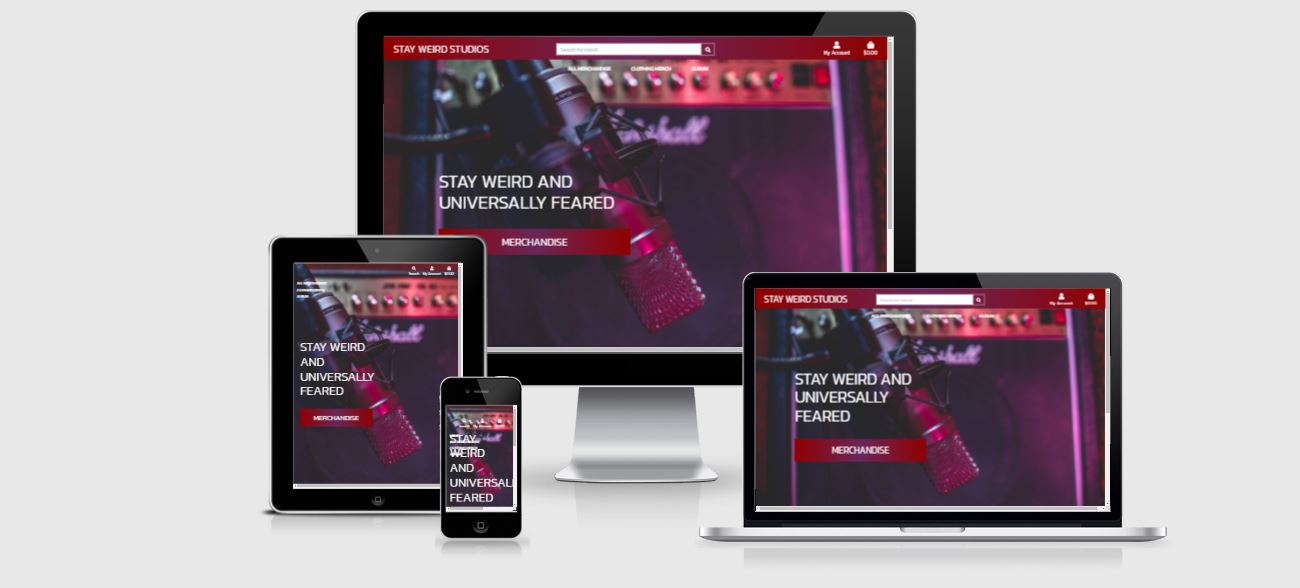 STAY WEIRD STUDIOS
Search for merch!
My Account
$0.00
ALL MERCHANDISE
CLOTHING MERCH
ALBUM
STAY WEIRD AND
UNIVERSALLY FEARED
MERCHANDISE
Search
My Account
$0.00
ALL MERCHANDISE
CLOTHING MERCH
ALBUM
STAY WEIRD
AND
UNIVERSALLY
FEARED
MERCHANDISE
STAY
WEIRD
AND
UNIVERSALL
FEARED
STAY WEIRD STUDIOS
Search for merch!
My Account
$0.00
ALL MERCHANDISE
CLOTHING MERCH
ALBUM
STAY WEIRD AND
UNIVERSALLY
FEARED
MERCHANDISE